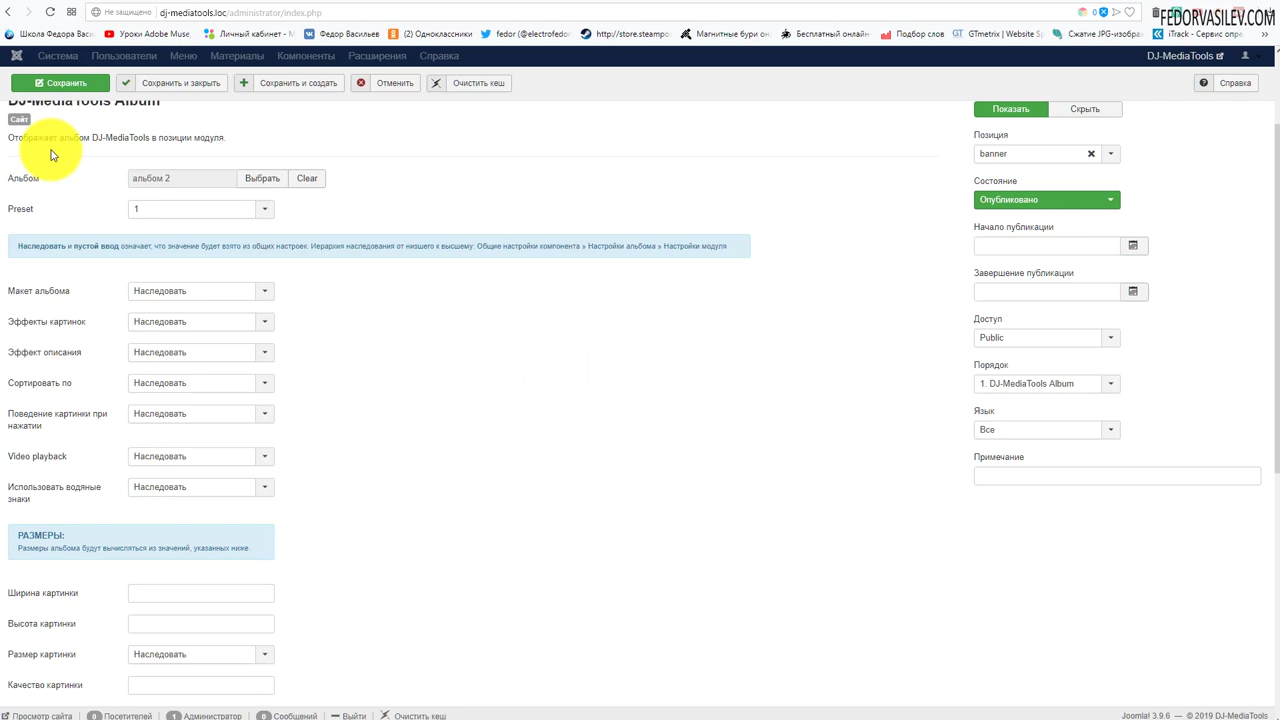 Не защищено dj-mediatools.loc/administrator/index.php
FEDORVASILEV.COM
Школа Федора Васи Уроки Adobe Muse Личный кабинет - М Федор Васильев (2) Одноклассники fedor (@electrofedor) http://store.steampo Магнитные бури он Бесплатный онлайн Подбор слов GTmetrix | Website S Сжатие JPG-изобра iTrack - Сервис опре
Система Пользователи Меню Материалы Компоненты Расширения Справка DJ-MediaTools
Сохранить Сохранить и закрыть Сохранить и создать Отменить Очистить кеш Справка
DJ-MediaTools Album
Сайт
Отображает альбом DJ-MediaTools в позиции модуля.
Альбом альбом 2 Выбрать Clear
Preset 1
Наследовать и пустой ввод означает, что значение будет взято из общих настроек. Иерархия наследования от низшего к высшему: Общие настройки компонента » Настройки альбома » Настройки модуля
Макет альбома Наследовать
Эффекты картинок Наследовать
Эффект описания Наследовать
Сортировать по Наследовать
Поведение картинки при Наследовать
нажатии
Video playback Наследовать
Использовать водяные Наследовать
знаки
РАЗМЕРЫ:
Размеры альбома будут вычисляться из значений, указанных ниже.
Ширина картинки
Высота картинки
Размер картинки Наследовать
Качество картинки
Показать Скрыть
Позиция
banner
Состояние
Опубликовано
Начало публикации
Завершение публикации
Доступ
Public
Порядок
1. DJ-MediaTools Album
Язык
Все
Примечание
Просмотр сайта 0 Посетителей 1 Администратор 0 Сообщений Выйти Очистить кеш Joomla! 3.9.6 — © 2019 DJ-MediaTools